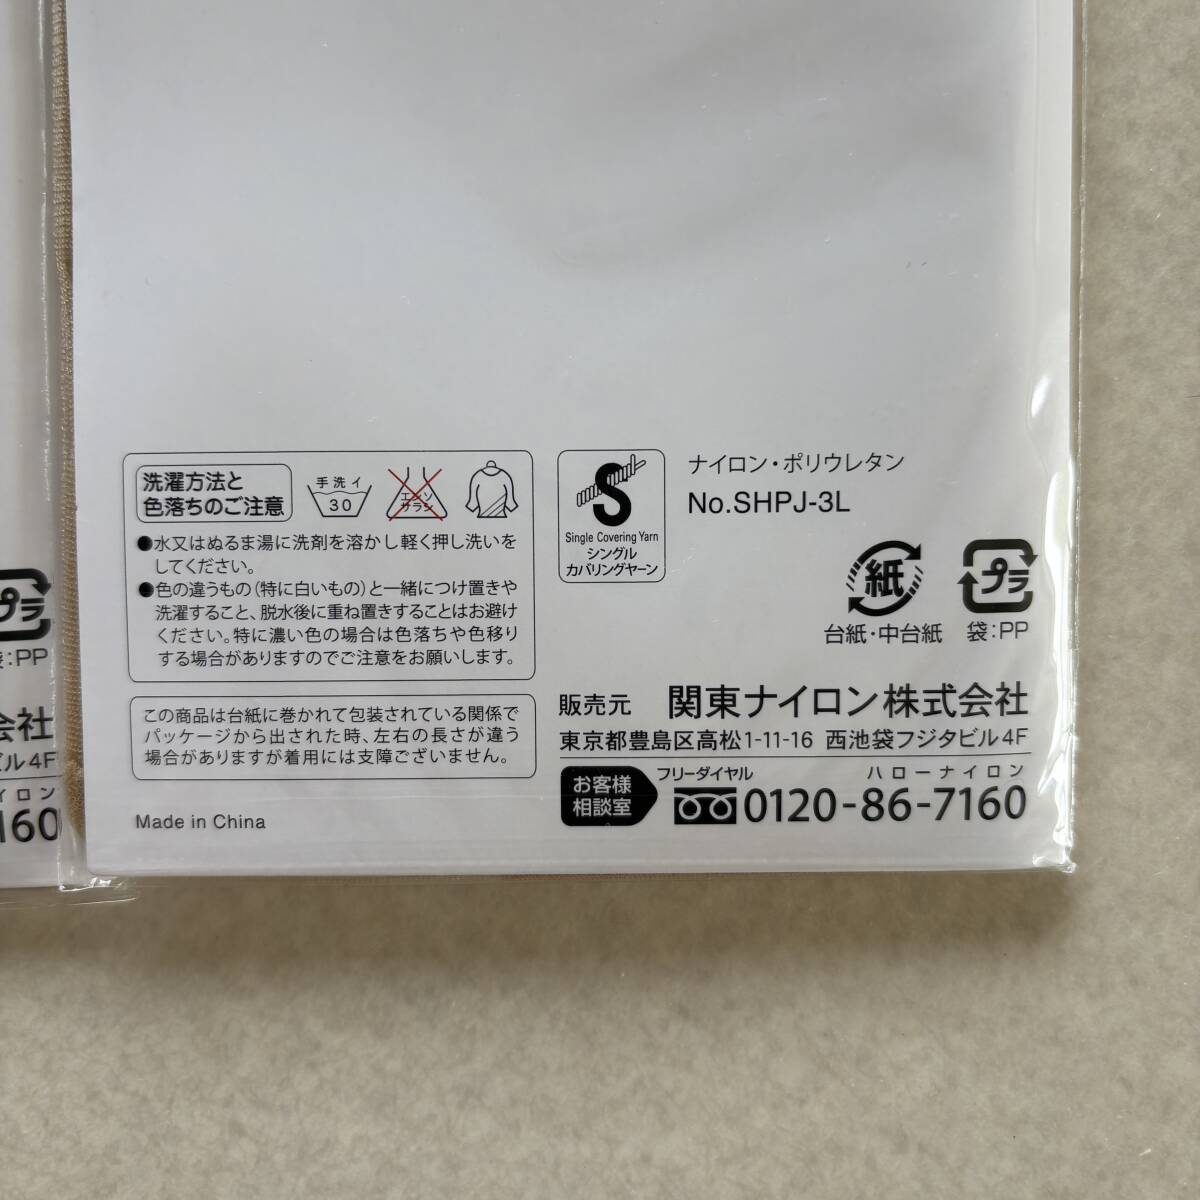 洗濯方法と
色落ちのご注意
手洗イ
30
エンソ
サラシ
●水又はぬるま湯に洗剤を溶かし軽く押し洗いを
してください。
●色の違うもの（特に白いもの）と一緒につけ置きや
洗濯すること、脱水後に重ね置きすることはお避け
ください。特に濃い色の場合は色落ちや色移り
する場合がありますのでご注意をお願いします。
この商品は台紙に巻かれて包装されている関係で
パッケージから出された時、左右の長さが違う
場合がありますが着用には支障ございません。
Made in China
S
Single Covering Yarn
シングル
カバリングヤーン
ナイロン・ポリウレタン
No.SHPJ-3L
紙
台紙・中台紙
プラ
袋：PP
販売元 関東ナイロン株式会社
東京都豊島区高松1-11-16 西池袋フジタビル4F
お客様
相談室
フリーダイヤル
ハローナイロン
0120-86-7160
プラ
袋：PP
会社
ビル4F
イロン
160